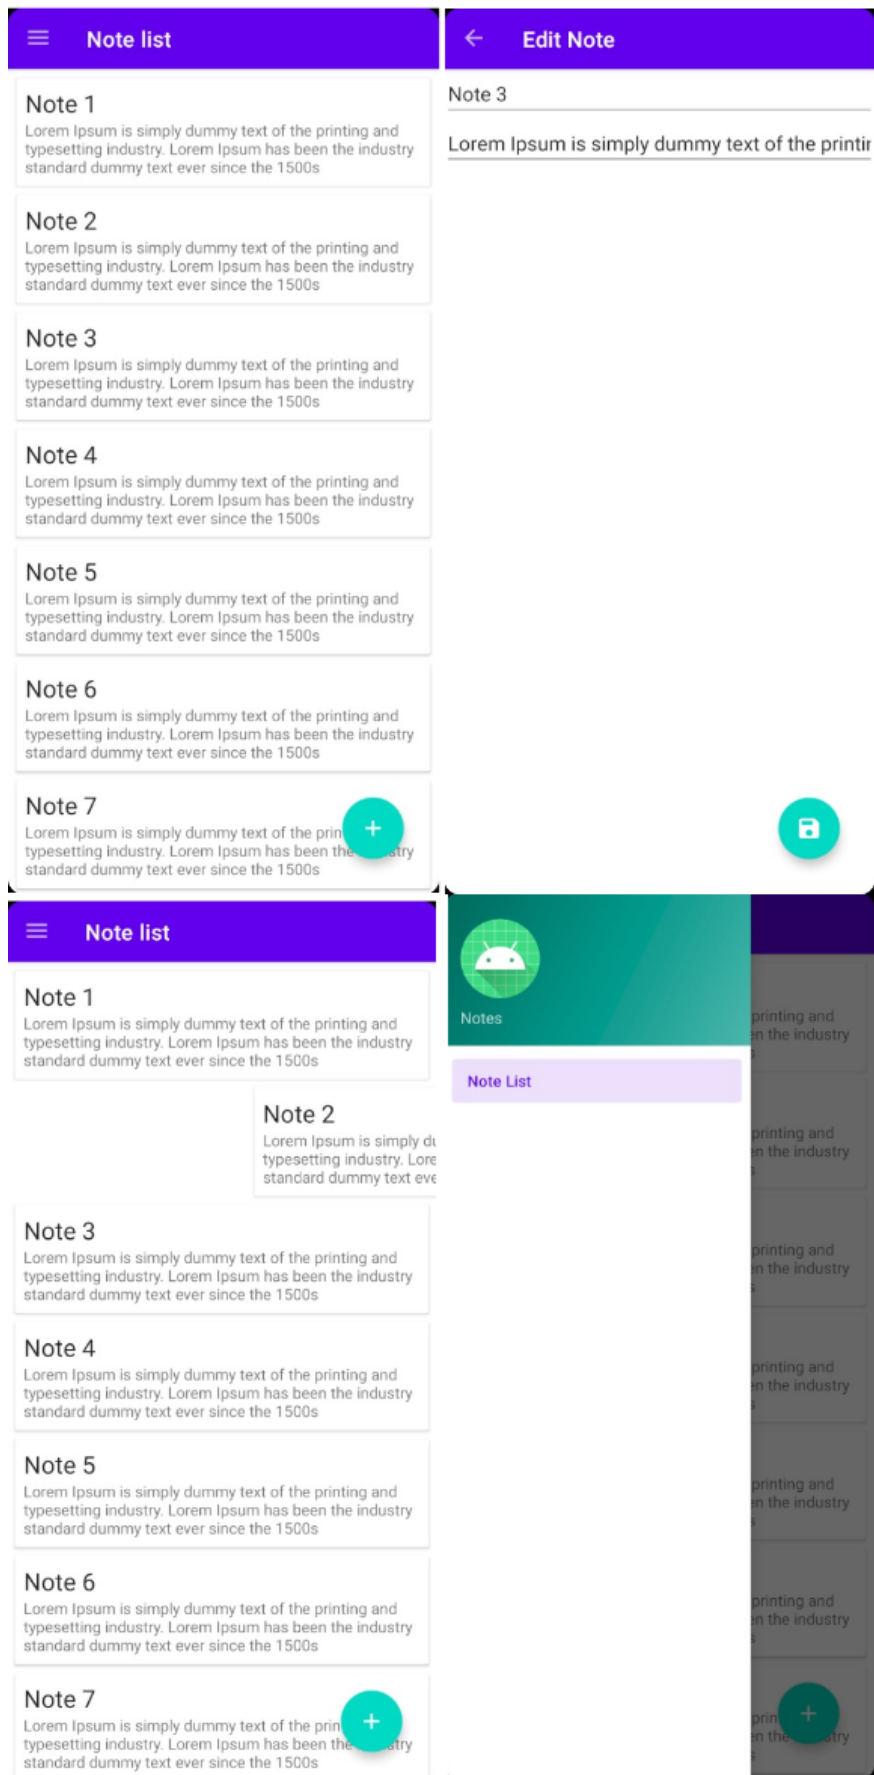 Note list
Note 1
Lorem Ipsum is simply dummy text of the printing and
typesetting industry. Lorem Ipsum has been the industry
standard dummy text ever since the 1500s
Note 2
Lorem Ipsum is simply dummy text of the printing and
typesetting industry. Lorem Ipsum has been the industry
standard dummy text ever since the 1500s
Note 3
Lorem Ipsum is simply dummy text of the printing and
typesetting industry. Lorem Ipsum has been the industry
standard dummy text ever since the 1500s
Note 4
Lorem Ipsum is simply dummy text of the printing and
typesetting industry. Lorem Ipsum has been the industry
standard dummy text ever since the 1500s
Note 5
Lorem Ipsum is simply dummy text of the printing and
typesetting industry. Lorem Ipsum has been the industry
standard dummy text ever since the 1500s
Note 6
Lorem Ipsum is simply dummy text of the printing and
typesetting industry. Lorem Ipsum has been the industry
standard dummy text ever since the 1500s
Note 7
Lorem Ipsum is simply dummy text of the prin
typesetting industry. Lorem Ipsum has been the stry
standard dummy text ever since the 1500s
Edit Note
Note 3
Lorem Ipsum is simply dummy text of the printin
Note list
Note 1
Lorem Ipsum is simply dummy text of the printing and
typesetting industry. Lorem Ipsum has been the industry
standard dummy text ever since the 1500s
Note 2
Lorem Ipsum is simply du
typesetting industry. Lore
standard dummy text eve
Note 3
Lorem Ipsum is simply dummy text of the printing and
typesetting industry. Lorem Ipsum has been the industry
standard dummy text ever since the 1500s
Note 4
Lorem Ipsum is simply dummy text of the printing and
typesetting industry. Lorem Ipsum has been the industry
standard dummy text ever since the 1500s
Note 5
Lorem Ipsum is simply dummy text of the printing and
typesetting industry. Lorem Ipsum has been the industry
standard dummy text ever since the 1500s
Note 6
Lorem Ipsum is simply dummy text of the printing and
typesetting industry. Lorem Ipsum has been the industry
standard dummy text ever since the 1500s
Note 7
Lorem Ipsum is simply dummy text of the prin
typesetting industry. Lorem Ipsum has been the stry
standard dummy text ever since the 1500s
Notes
Note List
printing and
en the industry
s
printing and
en the industry
printing and
en the industry
s
printing and
en the industry
printing and
en the industry
s
printing and
en the industry
s
prin
en the stry
s